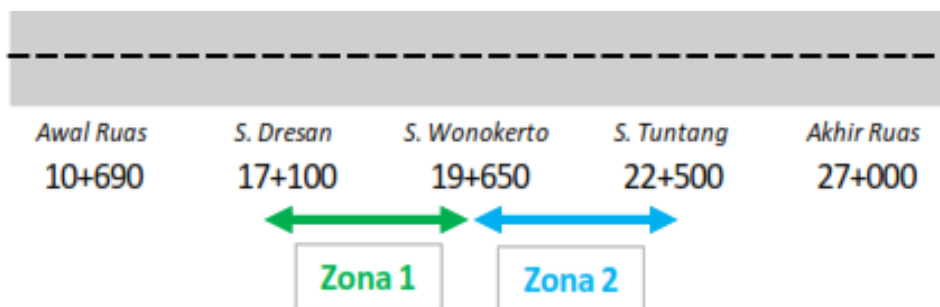 Awal Ruas S. Dresan S. Wonokerto S. Tuntang Akhir Ruas
10+690 17+100 19+650 22+500 27+000
Zona 1 Zona 2